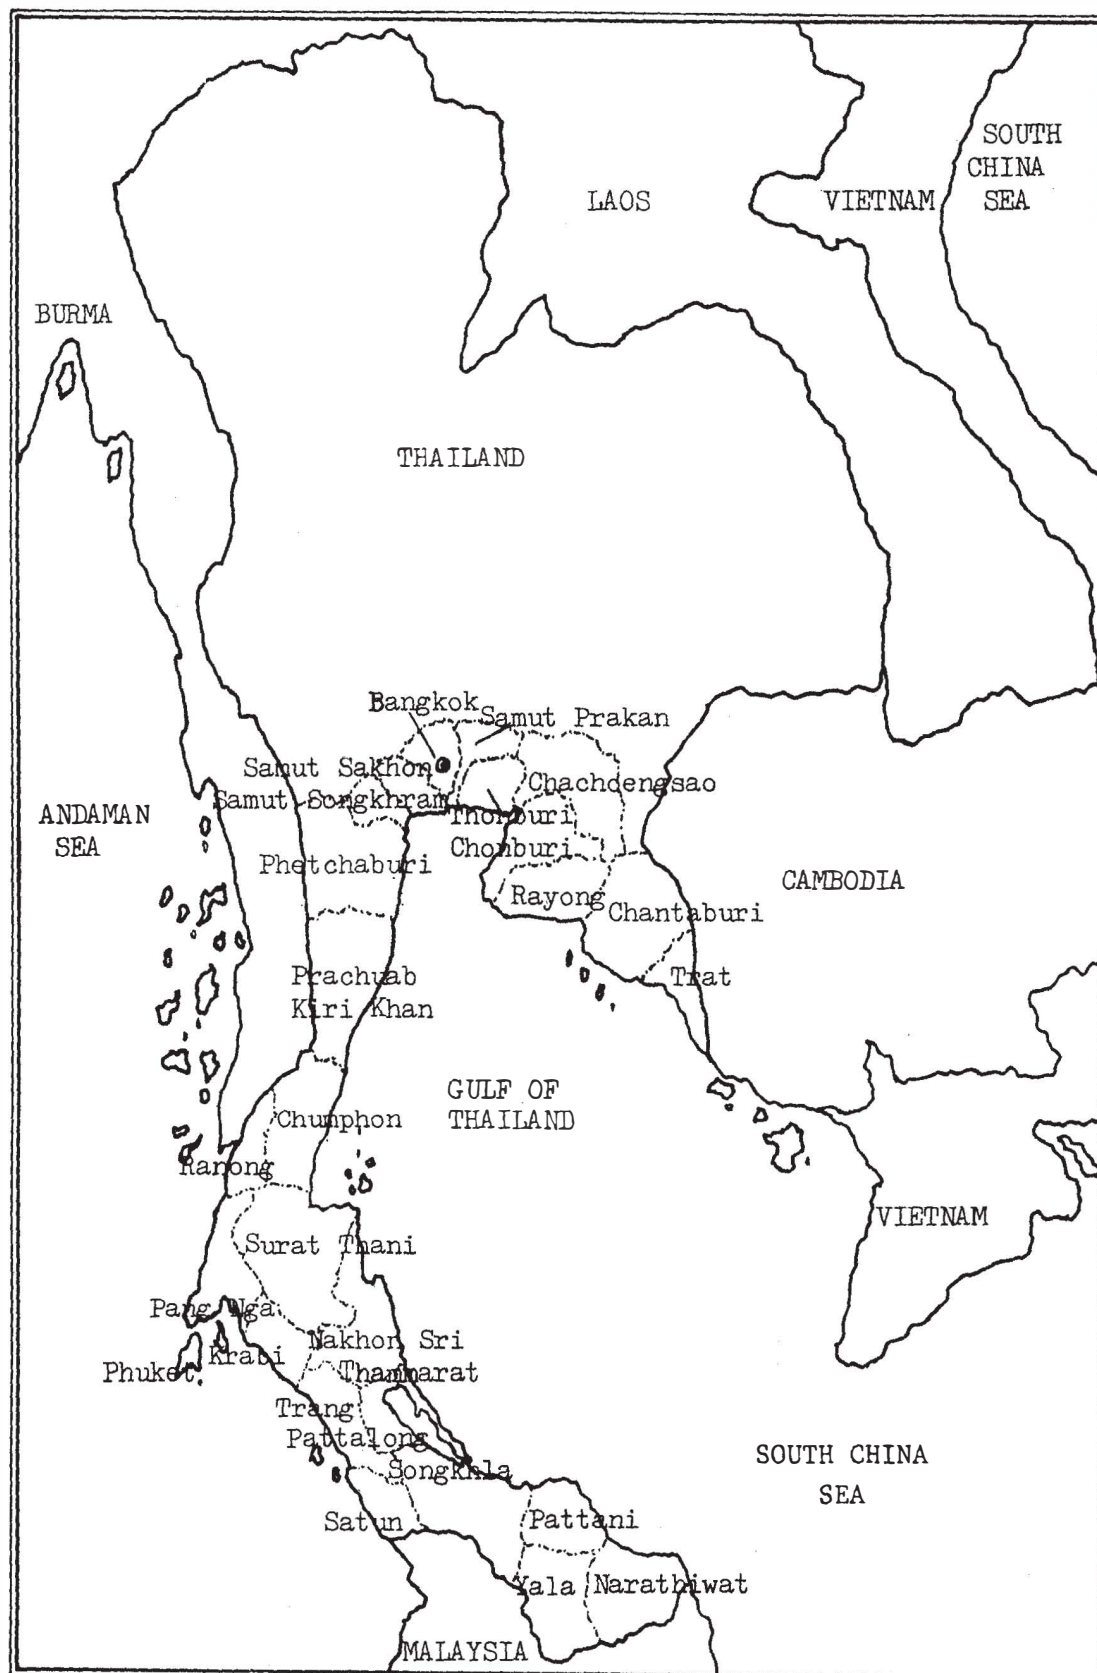 SOUTH
CHINA
SEA
LAOS
VIETNAM
BURMA
THAILAND
Bangkok
Samut Prakan
Samut Sakhon
Chachoengsao
Samut Songkhram
Thonburi
ANDAMAN
SEA
Chonburi
Phetchaburi
CAMBODIA
Rayong
Chantaburi
Prachuab
Kiri Khan
Trat
GULF OF
THAILAND
Chumphon
Ranong
VIETNAM
Surat Thani
Pang Nga
Nakhon Sri
Thammarat
Krabi
Phuket
Trang
Pattalong
Songkhla
SOUTH CHINA
SEA
Satun
Pattani
Yala
Narathiwat
MALAYSIA